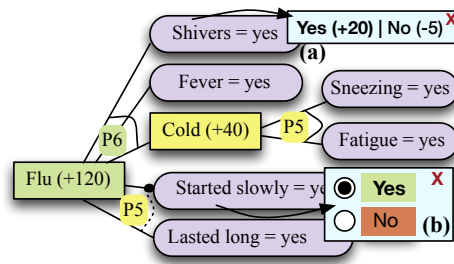 Shivers = yes
Yes (+20) | No (-5)
X
(a)
Fever = yes
Sneezing = yes
P6
Cold (+40)
P5
Fatigue = yes
Flu (+120)
Started slowly = ye
Yes
X
P5
No
(b)
Lasted long = yes